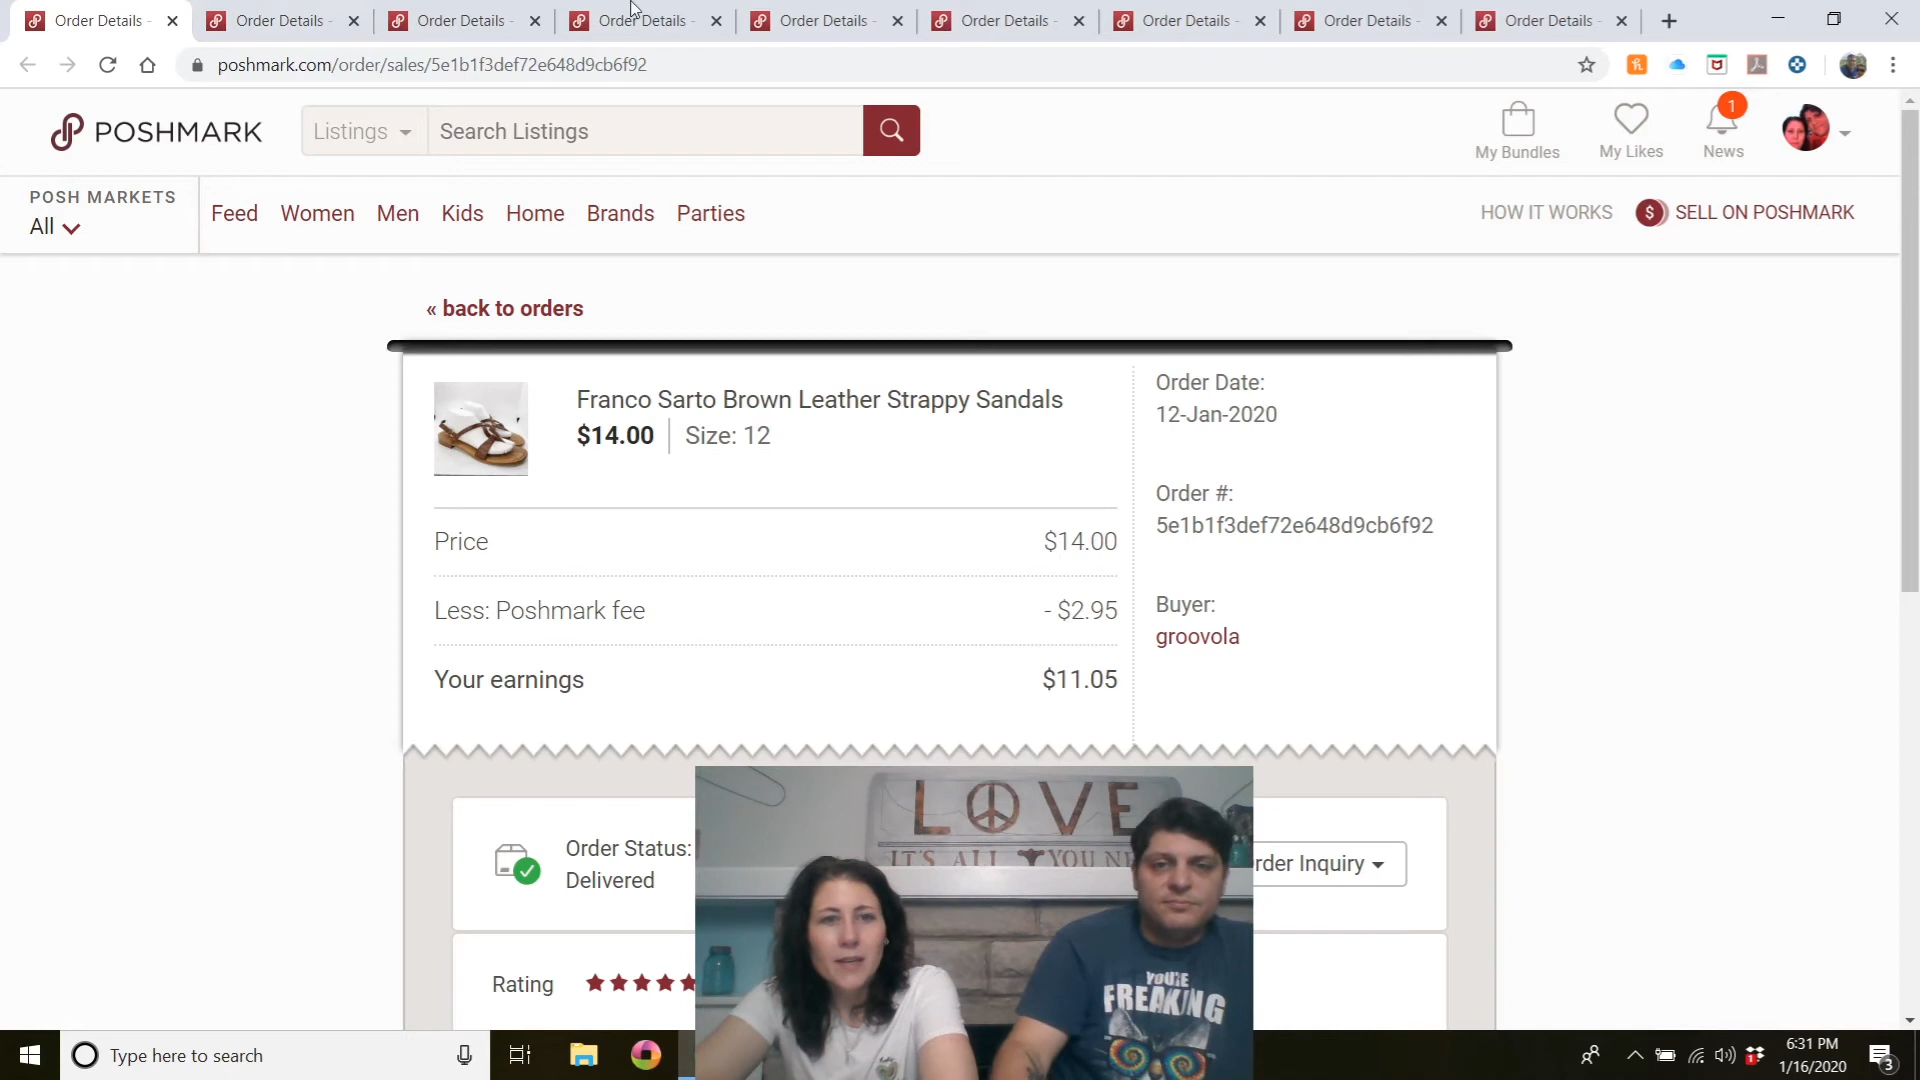 Order Details -
Order Details -
Order Details -
Order Details -
Order Details -
Order Details -
Order Details -
Order Details -
Order Details -
poshmark.com/order/sales/5e1b1f3def72e648d9cb6f92
POSHMARK
Listings
Search Listings
My Bundles
My Likes
1
News
POSH MARKETS
All
Feed
Women
Men
Kids
Home
Brands
Parties
HOW IT WORKS
$ SELL ON POSHMARK
« back to orders
Franco Sarto Brown Leather Strappy Sandals
$14.00
Size: 12
Price
$14.00
Less: Poshmark fee
- $2.95
Your earnings
$11.05
Order Date:
12-Jan-2020
Order #:
5e1b1f3def72e648d9cb6f92
Buyer:
groovola
Order Status:
Delivered
rder Inquiry
Rating
LOVE
IT'S ALL YOU NE
YOU'RE
FREAKING
Type here to search
6:31 PM
1/16/2020
3